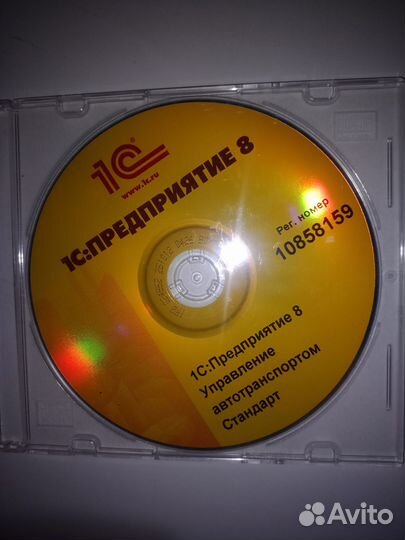 1С®
www.1c.ru
1С:ПРЕДПРИЯТИЕ 8
Рег. номер
10858159
1С:Предприятие 8
Управление
автотранспортом
Стандарт
Avito